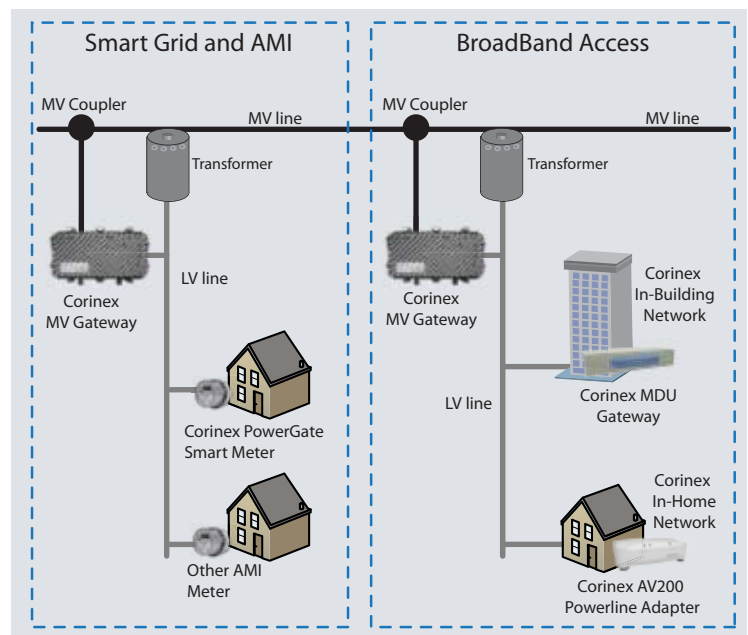 Smart Grid and AMI
MV Coupler
MV line
Transformer
LV line
Corinex
MV Gateway
Corinex PowerGate
Smart Meter
Other AMI
Meter
BroadBand Access
MV Coupler
MV line
Transformer
Corinex
MV Gateway
Corinex
In-Building
Network
Corinex MDU
Gateway
LV line
Corinex
In-Home
Network
Corinex AV200
Powerline Adapter